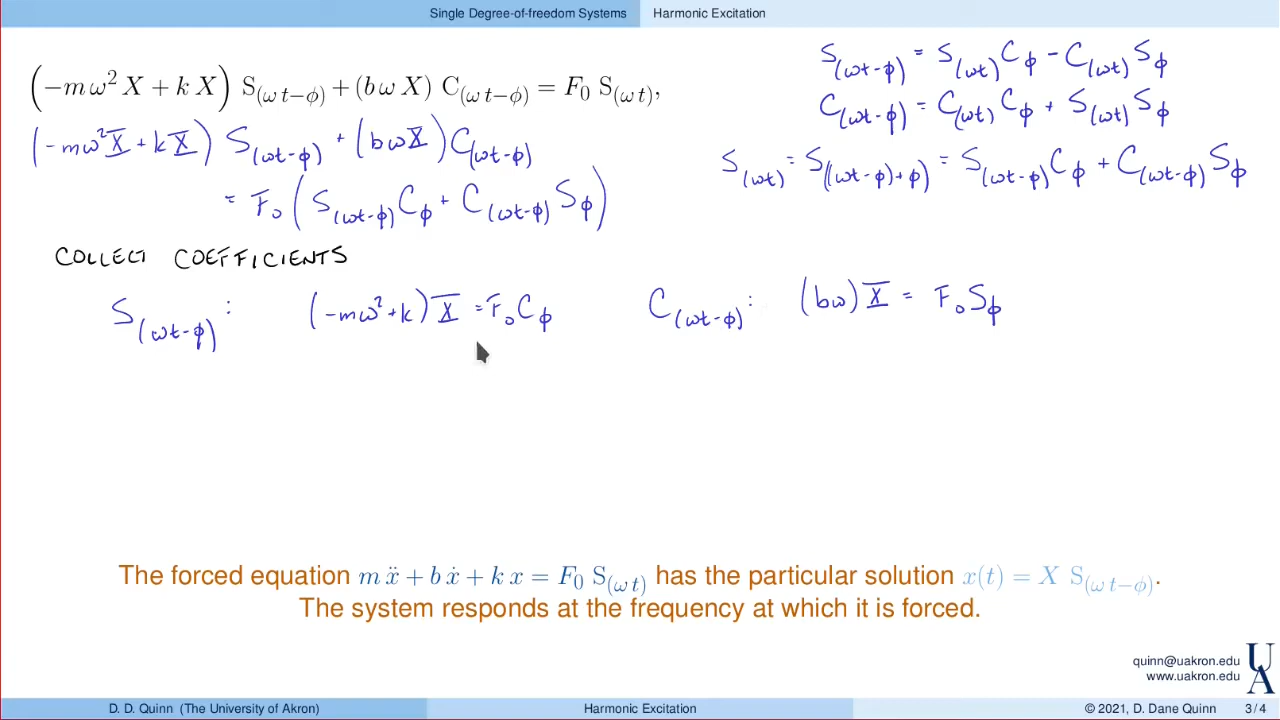 Single Degree-of-freedom Systems Harmonic Excitation
(−m ω² X + k X) S(ω t−ϕ) + (b ω X) C(ω t−ϕ) = F₀ S(ω t),
(-mω²X + kX) S(ωt-ϕ) + (bωX) C(ωt-ϕ)
= F₀ (S(ωt-ϕ) Cϕ + C(ωt-ϕ) Sϕ)
S(ωt-ϕ) = S(ωt) Cϕ - C(ωt) Sϕ
C(ωt-ϕ) = C(ωt) Cϕ + S(ωt) Sϕ
S(ωt) = S((ωt-ϕ)+ϕ) = S(ωt-ϕ) Cϕ + C(ωt-ϕ) Sϕ
COLLECT COEFFICIENTS
S(ωt-ϕ) : (-mω²+k) X = F₀ Cϕ C(ωt-ϕ) : (bω) X = F₀ Sϕ
The forced equation m ẍ + b ẋ + k x = F₀ S(ω t) has the particular solution x(t) = X S(ω t−ϕ).
The system responds at the frequency at which it is forced.
quinn@uakron.edu
www.uakron.edu
UA
D. D. Quinn (The University of Akron) Harmonic Excitation © 2021, D. Dane Quinn 3 / 4